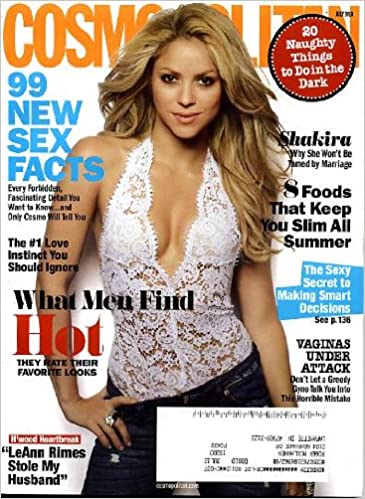 COSMOPOLITAN
JULY 2010
20
Naughty
Things
to Do in the
Dark
99
NEW
SEX
FACTS
Every Forbidden,
Fascinating Detail You
Want to Know...and
Only Cosmo Will Tell You
The #1 Love
Instinct You
Should Ignore
What Men Find
Hot
THEY RATE THEIR
FAVORITE LOOKS
H'wood Heartbreak
"LeAnn Rimes
Stole My
Husband"
Shakira
Why She Won't Be
Tamed by Marriage
8 Foods
That Keep
You Slim All
Summer
The Sexy
Secret to
Making Smart
Decisions
See p.136
VAGINAS
UNDER
ATTACK
Don't Let a Greedy
Gyno Talk You Into
This Horrible Mistake
cosmopolitan.com